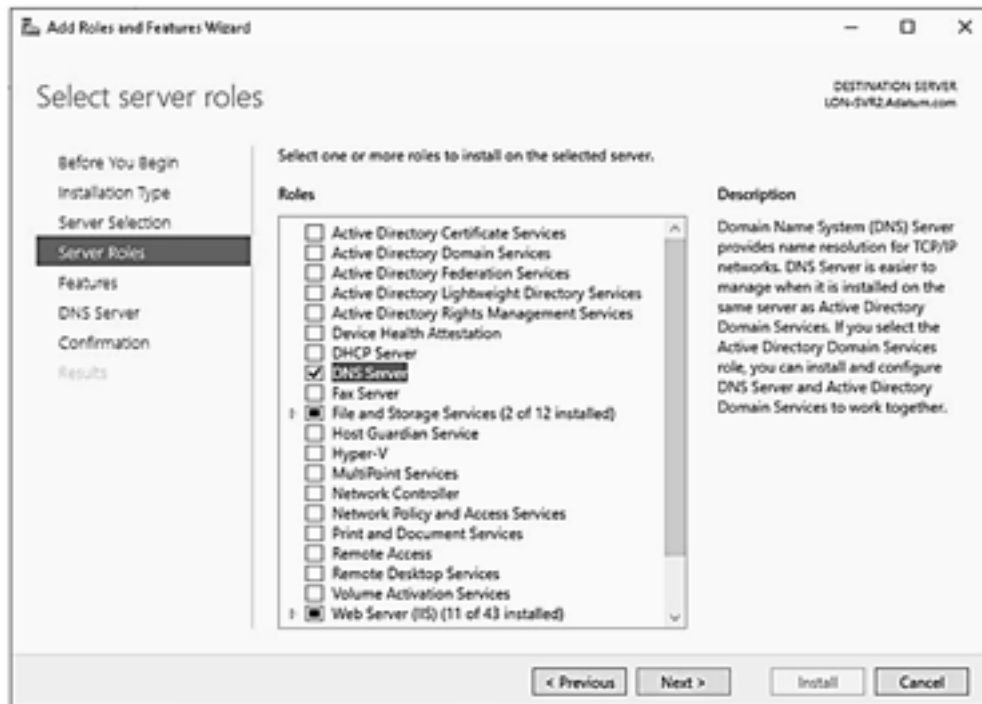 Add Roles and Features Wizard
Select server roles
DESTINATION SERVER
LON-SVR2.Adatum.com
Before You Begin
Installation Type
Server Selection
Server Roles
Features
DNS Server
Confirmation
Results
Select one or more roles to install on the selected server.
Roles
Active Directory Certificate Services
Active Directory Domain Services
Active Directory Federation Services
Active Directory Lightweight Directory Services
Active Directory Rights Management Services
Device Health Attestation
DHCP Server
DNS Server
Fax Server
File and Storage Services (2 of 12 installed)
Host Guardian Service
Hyper-V
MultiPoint Services
Network Controller
Network Policy and Access Services
Print and Document Services
Remote Access
Remote Desktop Services
Volume Activation Services
Web Server (IIS) (11 of 43 installed)
Description
Domain Name System (DNS) Server
provides name resolution for TCP/IP
networks. DNS Server is easier to
manage when it is installed on the
same server as Active Directory
Domain Services. If you select the
Active Directory Domain Services
role, you can install and configure
DNS Server and Active Directory
Domain Services to work together.
< Previous
Next >
Install
Cancel